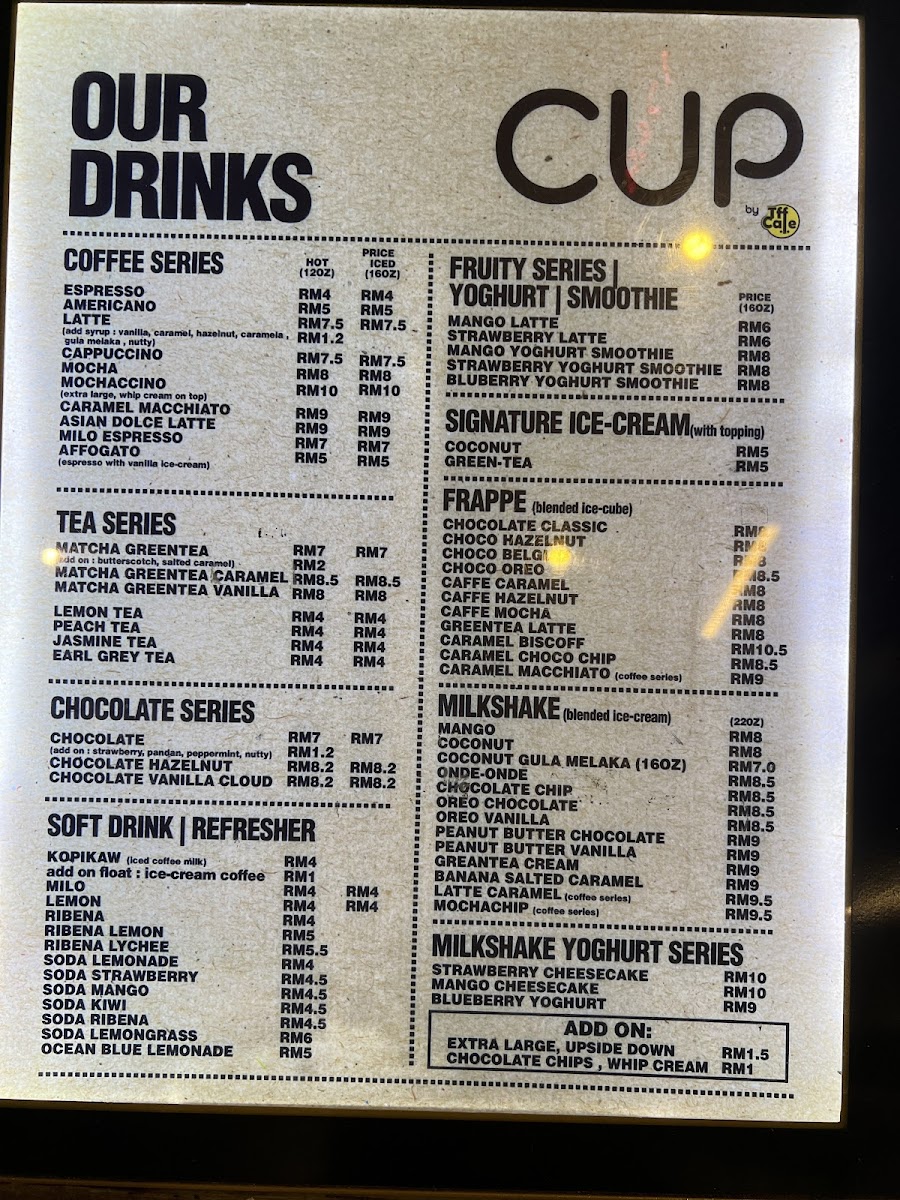 OUR
DRINKS
CUP
by Jff Cafe
COFFEE SERIES
HOT (12OZ)
PRICE ICED (16OZ)
ESPRESSO RM4 RM4
AMERICANO RM5 RM5
LATTE RM7.5 RM7.5
(add syrup : vanilla, caramel, hazelnut, caramela , RM1.2
gula melaka , nutty)
CAPPUCCINO RM7.5 RM7.5
MOCHA RM8 RM8
MOCHACCINO RM10 RM10
(extra large, whip cream on top)
CARAMEL MACCHIATO RM9 RM9
ASIAN DOLCE LATTE RM9 RM9
MILO ESPRESSO RM7 RM7
AFFOGATO RM5 RM5
(espresso with vanilla ice-cream)
TEA SERIES
MATCHA GREENTEA RM7 RM7
(add on : butterscotch, salted caramel) RM2
MATCHA GREENTEA CARAMEL RM8.5 RM8.5
MATCHA GREENTEA VANILLA RM8 RM8
LEMON TEA RM4 RM4
PEACH TEA RM4 RM4
JASMINE TEA RM4 RM4
EARL GREY TEA RM4 RM4
CHOCOLATE SERIES
CHOCOLATE RM7 RM7
(add on : strawberry, pandan, peppermint, nutty) RM1.2
CHOCOLATE HAZELNUT RM8.2 RM8.2
CHOCOLATE VANILLA CLOUD RM8.2 RM8.2
SOFT DRINK | REFRESHER
KOPIKAW (iced coffee milk) RM4
add on float : ice-cream coffee RM1
MILO RM4 RM4
LEMON RM4 RM4
RIBENA RM4
RIBENA LEMON RM5
RIBENA LYCHEE RM5.5
SODA LEMONADE RM4
SODA STRAWBERRY RM4.5
SODA MANGO RM4.5
SODA KIWI RM4.5
SODA RIBENA RM4.5
SODA LEMONGRASS RM6
OCEAN BLUE LEMONADE RM5
FRUITY SERIES |
YOGHURT | SMOOTHIE
PRICE (16OZ)
MANGO LATTE RM6
STRAWBERRY LATTE RM6
MANGO YOGHURT SMOOTHIE RM8
STRAWBERRY YOGHURT SMOOTHIE RM8
BLUBERRY YOGHURT SMOOTHIE RM8
SIGNATURE ICE-CREAM (with topping)
COCONUT RM5
GREEN-TEA RM5
FRAPPE (blended ice-cube)
CHOCOLATE CLASSIC
CHOCO HAZELNUT RM8
CHOCO
CHOCO OREO RM8.5
CAFFE CARAMEL RM8
CAFFE HAZELNUT RM8
CAFFE MOCHA RM8
GREENTEA LATTE RM8
CARAMEL BISCOFF RM10.5
CARAMEL CHOCO CHIP RM8.5
CARAMEL MACCHIATO (coffee series) RM9
MILKSHAKE (blended ice-cream)
(22OZ)
MANGO RM8
COCONUT RM8
COCONUT GULA MELAKA (16OZ) RM7.0
ONDE-ONDE RM8.5
CHOCOLATE CHIP RM8.5
OREO CHOCOLATE RM8.5
OREO VANILLA RM8.5
PEANUT BUTTER CHOCOLATE RM9
PEANUT BUTTER VANILLA RM9
GREANTEA CREAM RM9
BANANA SALTED CARAMEL RM9
LATTE CARAMEL (coffee series) RM9.5
MOCHACHIP (coffee series) RM9.5
MILKSHAKE YOGHURT SERIES
STRAWBERRY CHEESECAKE RM10
MANGO CHEESECAKE RM10
BLUEBERRY YOGHURT RM9
ADD ON:
EXTRA LARGE, UPSIDE DOWN RM1.5
CHOCOLATE CHIPS , WHIP CREAM RM1